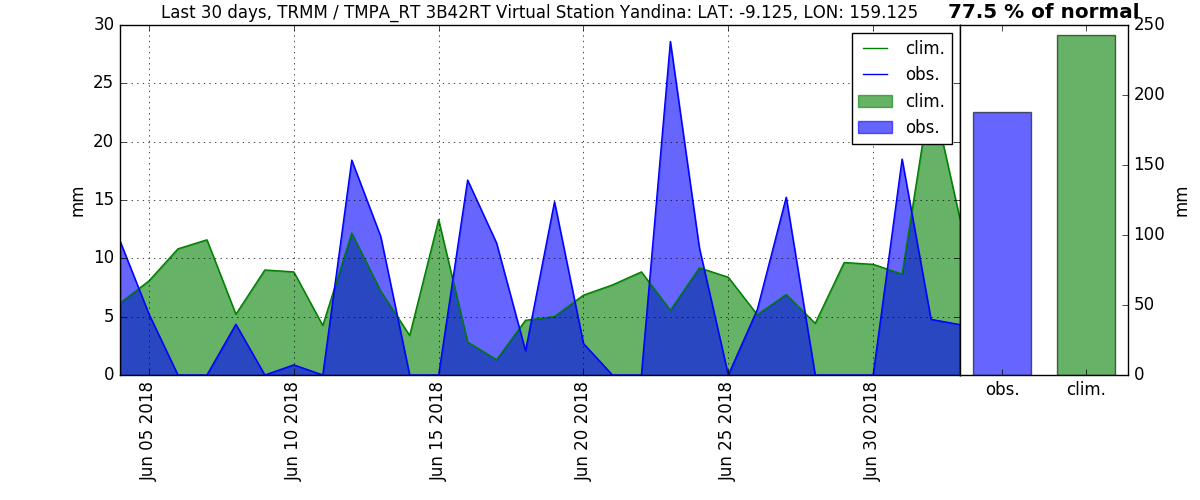 Last 30 days, TRMM / TMPA_RT 3B42RT Virtual Station Yandina: LAT: -9.125, LON: 159.125
77.5 % of normal
30
25
20
15
10
5
0
mm
clim.
obs.
clim.
obs.
250
200
150
100
50
0
mm
Jun 05 2018
Jun 10 2018
Jun 15 2018
Jun 20 2018
Jun 25 2018
Jun 30 2018
obs.
clim.